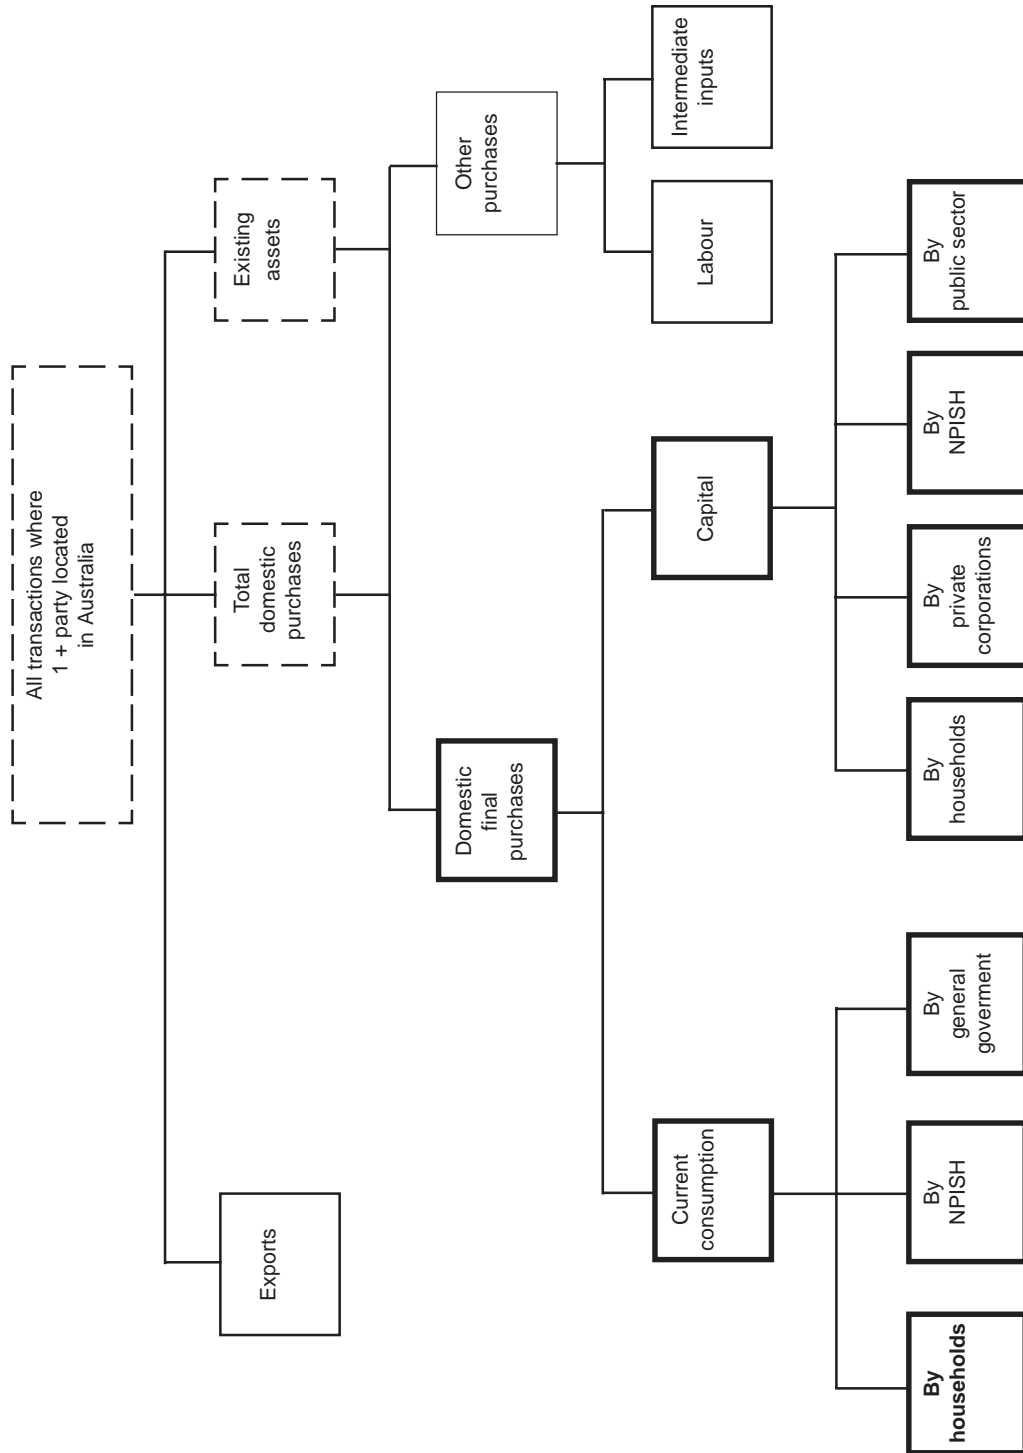 All transactions where
1 + party located
in Australia
Exports
Total
domestic
purchases
Existing
assets
Domestic
final
purchases
Other
purchases
Current
consumption
Capital
Labour
Intermediate
inputs
By
households
By
NPISH
By
general
goverment
By
households
By
private
corporations
By
NPISH
By
public sector